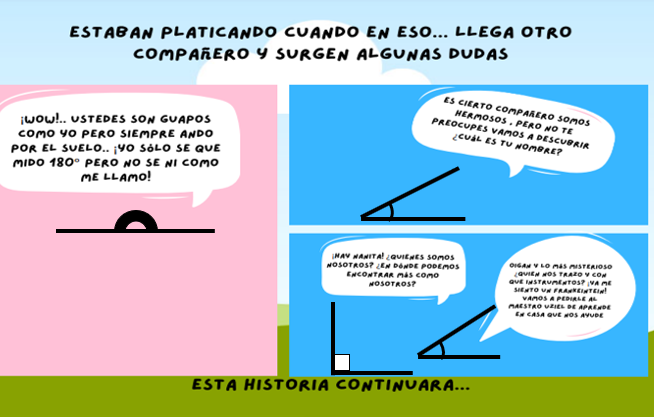 ESTABAN PLATICANDO CUANDO EN ESO... LLEGA OTRO
COMPAÑERO Y SURGEN ALGUNAS DUDAS
¡WOW!.. USTEDES SON GUAPOS
COMO YO PERO SIEMPRE ANDO
POR EL SUELO.. ¡YO SÓLO SE QUE
MIDO 180° PERO NO SE NI COMO
ME LLAMO!
ES CIERTO COMPAÑERO SOMOS
HERMOSOS , PERO NO TE
PREOCUPES VAMOS A DESCUBRIR
¿CUÁL ES TU NOMBRE?
¡HAY NANITA! ¿QUIENES SOMOS
NOSOTROS? ¿EN DÓNDE PODEMOS
ENCONTRAR MÁS COMO
NOSOTROS?
OIGAN Y LO MÁS MISTERIOSO
¿QUIEN NOS TRAZO Y CON
QUE INSTRUMENTOS? ¡YA ME
SIENTO UN FRANKEINTEIN!
VAMOS A PEDIRLE AL
MAESTRO UZIEL DE APRENDE
EN CASA QUE NOS AYUDE
ESTA HISTORIA CONTINUARA...